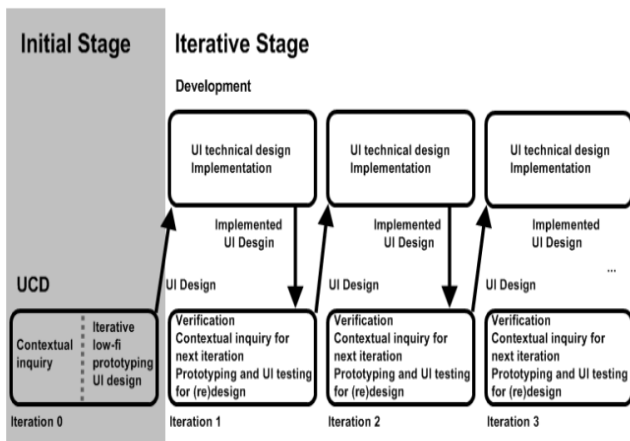 Initial Stage
Iterative Stage
Development
UI technical design
Implementation
UI technical design
Implementation
UI technical design
Implementation
Implemented
UI Desgin
Implemented
UI Design
Implemented
UI Design
...
UCD
UI Design
UI Design
UI Design
Contextual
inquiry
Iterative
low-fi
prototyping
UI design
Verification
Contextual inquiry for
next iteration
Prototyping and UI testing
for (re)design
Verification
Contextual inquiry for
next iteration
Prototyping and UI testing
for (re)design
Verification
Contextual inquiry for
next iteration
Prototyping and UI testing
for (re)design
Iteration 0
Iteration 1
Iteration 2
Iteration 3